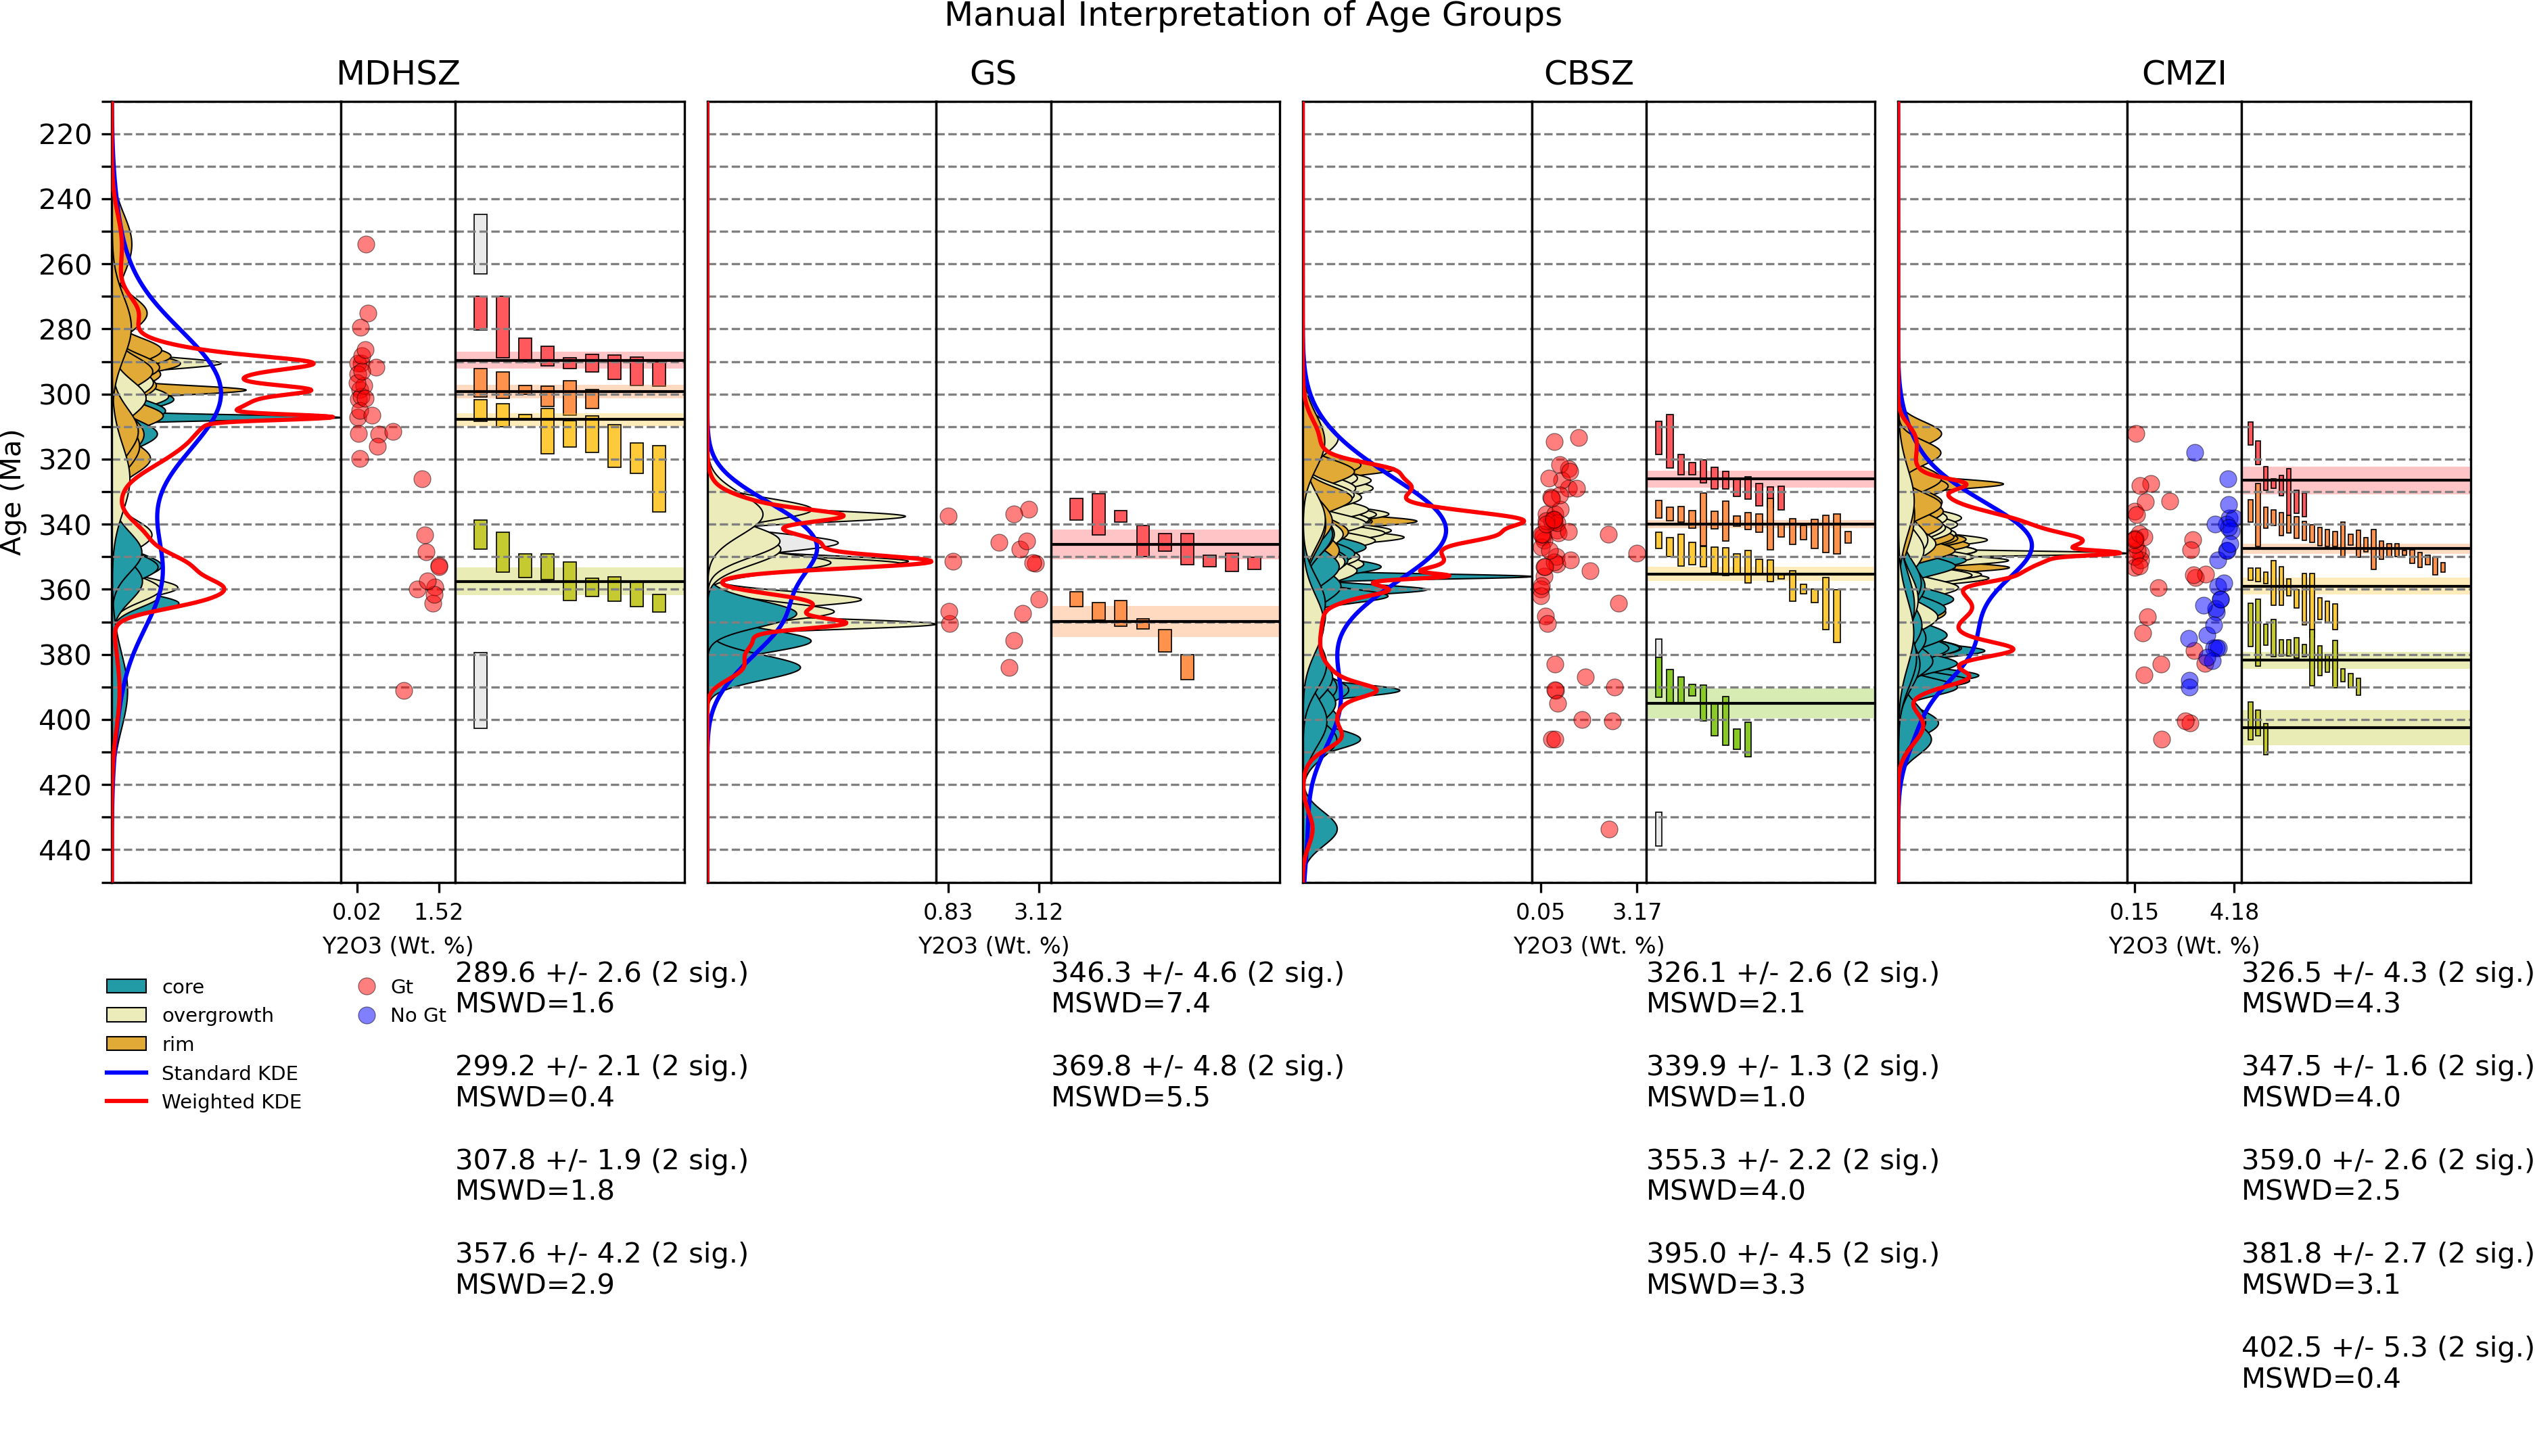 Manual Interpretation of Age Groups
MDHSZ
GS
CBSZ
CMZI
Age (Ma)
220
240
260
280
300
320
340
360
380
400
420
440
0.02
1.52
0.83
3.12
0.05
3.17
0.15
4.18
Y2O3 (Wt. %)
Y2O3 (Wt. %)
Y2O3 (Wt. %)
Y2O3 (Wt. %)
core
overgrowth
rim
Standard KDE
Weighted KDE
Gt
No Gt
289.6 +/- 2.6 (2 sig.)
MSWD=1.6
299.2 +/- 2.1 (2 sig.)
MSWD=0.4
307.8 +/- 1.9 (2 sig.)
MSWD=1.8
357.6 +/- 4.2 (2 sig.)
MSWD=2.9
346.3 +/- 4.6 (2 sig.)
MSWD=7.4
369.8 +/- 4.8 (2 sig.)
MSWD=5.5
326.1 +/- 2.6 (2 sig.)
MSWD=2.1
339.9 +/- 1.3 (2 sig.)
MSWD=1.0
355.3 +/- 2.2 (2 sig.)
MSWD=4.0
395.0 +/- 4.5 (2 sig.)
MSWD=3.3
326.5 +/- 4.3 (2 sig.)
MSWD=4.3
347.5 +/- 1.6 (2 sig.)
MSWD=4.0
359.0 +/- 2.6 (2 sig.)
MSWD=2.5
381.8 +/- 2.7 (2 sig.)
MSWD=3.1
402.5 +/- 5.3 (2 sig.)
MSWD=0.4